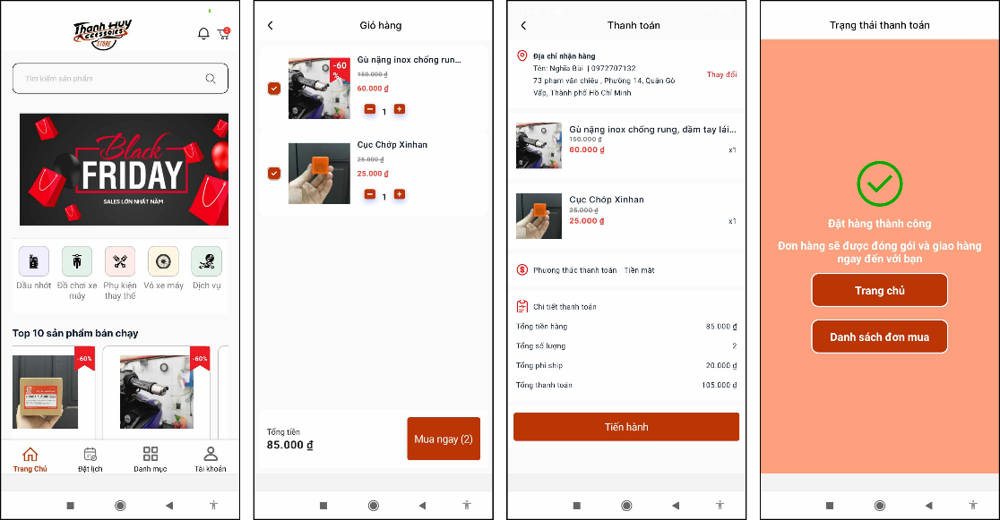 Thanh Huy
Accessories
STORE
2
Tìm kiếm sản phẩm
Black
FRIDAY
SALES LỚN NHẤT NĂM
Dầu nhớt
Đồ chơi xe
máy
Phụ kiện
thay thế
Vỏ xe máy
Dịch vụ
Top 10 sản phẩm bán chạy
-60%
-60%
Trang Chủ
Đặt lịch
Danh mục
Tài khoản
Giỏ hàng
-60
%
Gù nặng inox chống run...
150.000 ₫
60.000 ₫
1
Cục Chớp Xinhan
25.000 ₫
25.000 ₫
1
Tổng tiền
85.000 ₫
Mua ngay (2)
Thanh toán
Địa chỉ nhận hàng
Tên: Nghĩa Bùi | 0972707132
73 phạm văn chiêu , Phường 14, Quận Gò
Vấp, Thành phố Hồ Chí Minh
Thay đổi
Gù nặng inox chống rung, đầm tay lái...
150.000 ₫
60.000 ₫
x1
Cục Chớp Xinhan
25.000 ₫
25.000 ₫
x1
Phương thức thanh toán Tiền mặt
Chi tiết thanh toán
Tổng tiền hàng 85.000 ₫
Tổng số lượng 2
Tổng phí ship 20.000 ₫
Tổng thanh toán 105.000 ₫
Tiến hành
Trạng thái thanh toán
Đặt hàng thành công
Đơn hàng sẽ được đóng gói và giao hàng
ngay đến với bạn
Trang chủ
Danh sách đơn mua